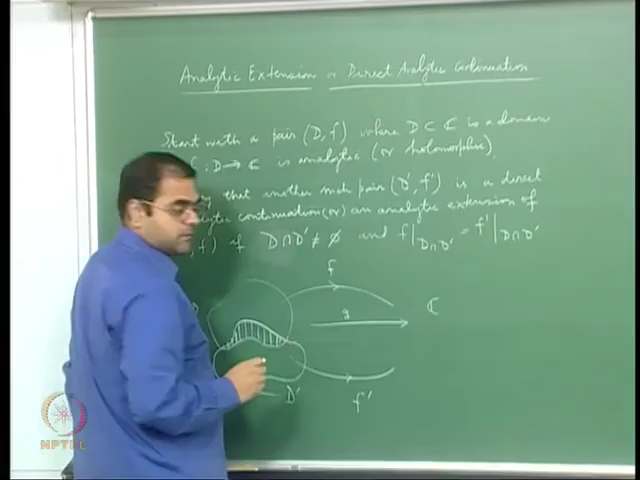 Analytic Extension or Direct Analytic Continuation
Start with a pair (D, f) where D ⊂ ℂ is a domain
: D → ℂ is analytic (or holomorphic).
that another such pair (D', f') is a direct
continuation (or) an analytic extension of
f) if D ∩ D' ≠ ∅ and f|_{D∩D'} = f'|_{D∩D'}
f
g
ℂ
D'
f'
NPTEL